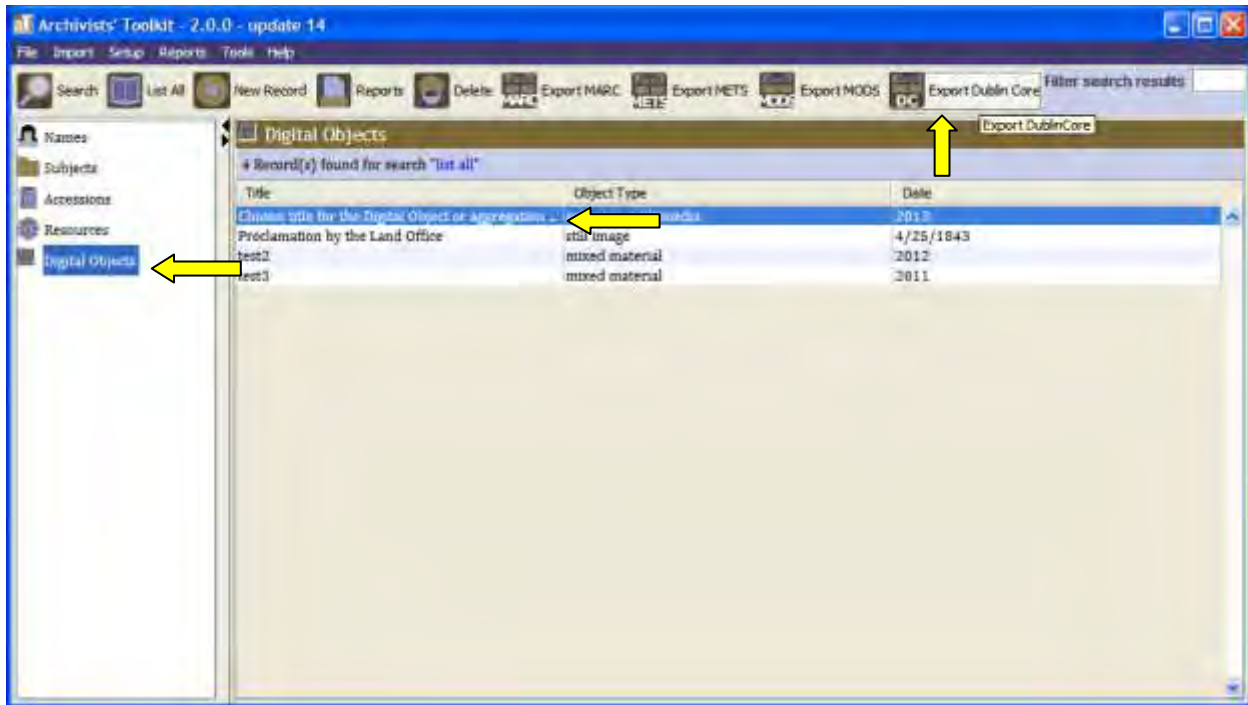 Archivists' Toolkit - 2.0.0 - update 14
File Import Setup Reports Tools Help
Search List All New Record Reports Delete Export MARC Export METS Export MODS DC Export Dublin Core Filter search results
Export DublinCore
Names
Subjects
Accessions
Resources
Digital Objects
Digital Objects
4 Record(s) found for search "list all"
Title Object Type Date
Choose title for the Digital Object or aggregation ... 2013
Proclamation by the Land Office still image 4/25/1843
test2 mixed material 2012
test3 mixed material 2011